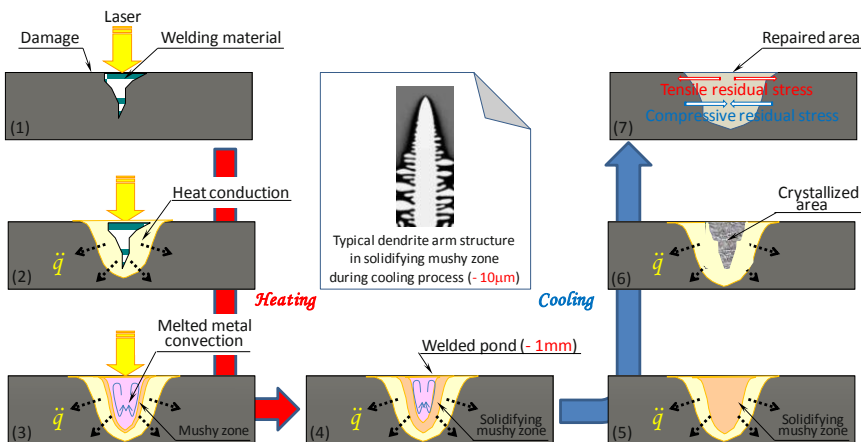 Laser
Damage
Welding material
(1)
Heat conduction
q̈
(2)
Heating
Melted metal
convection
q̈
Mushy zone
(3)
Typical dendrite arm structure
in solidifying mushy zone
during cooling process (- 10μm)
Cooling
Welded pond (- 1mm)
q̈
Solidifying
mushy zone
(4)
q̈
Solidifying
mushy zone
(5)
Crystallized
area
q̈
(6)
Repaired area
Tensile residual
stress
Compressive residual stress
(7)